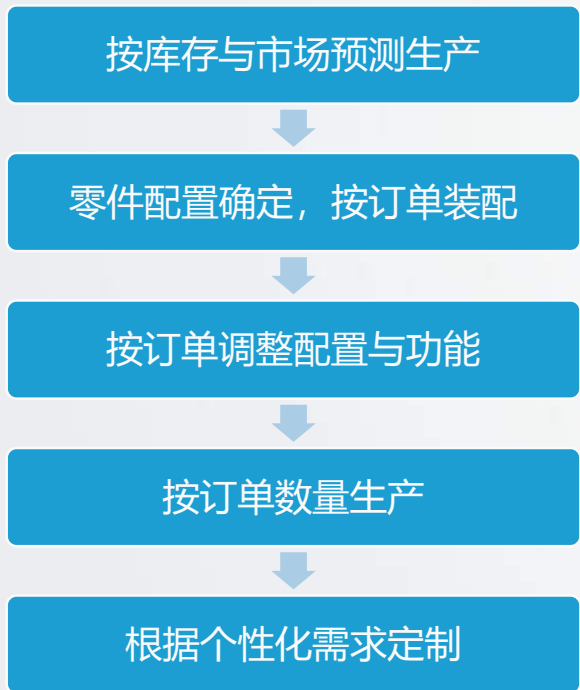 按库存与市场预测生产
零件配置确定，按订单装配
按订单调整配置与功能
按订单数量生产
根据个性化需求定制